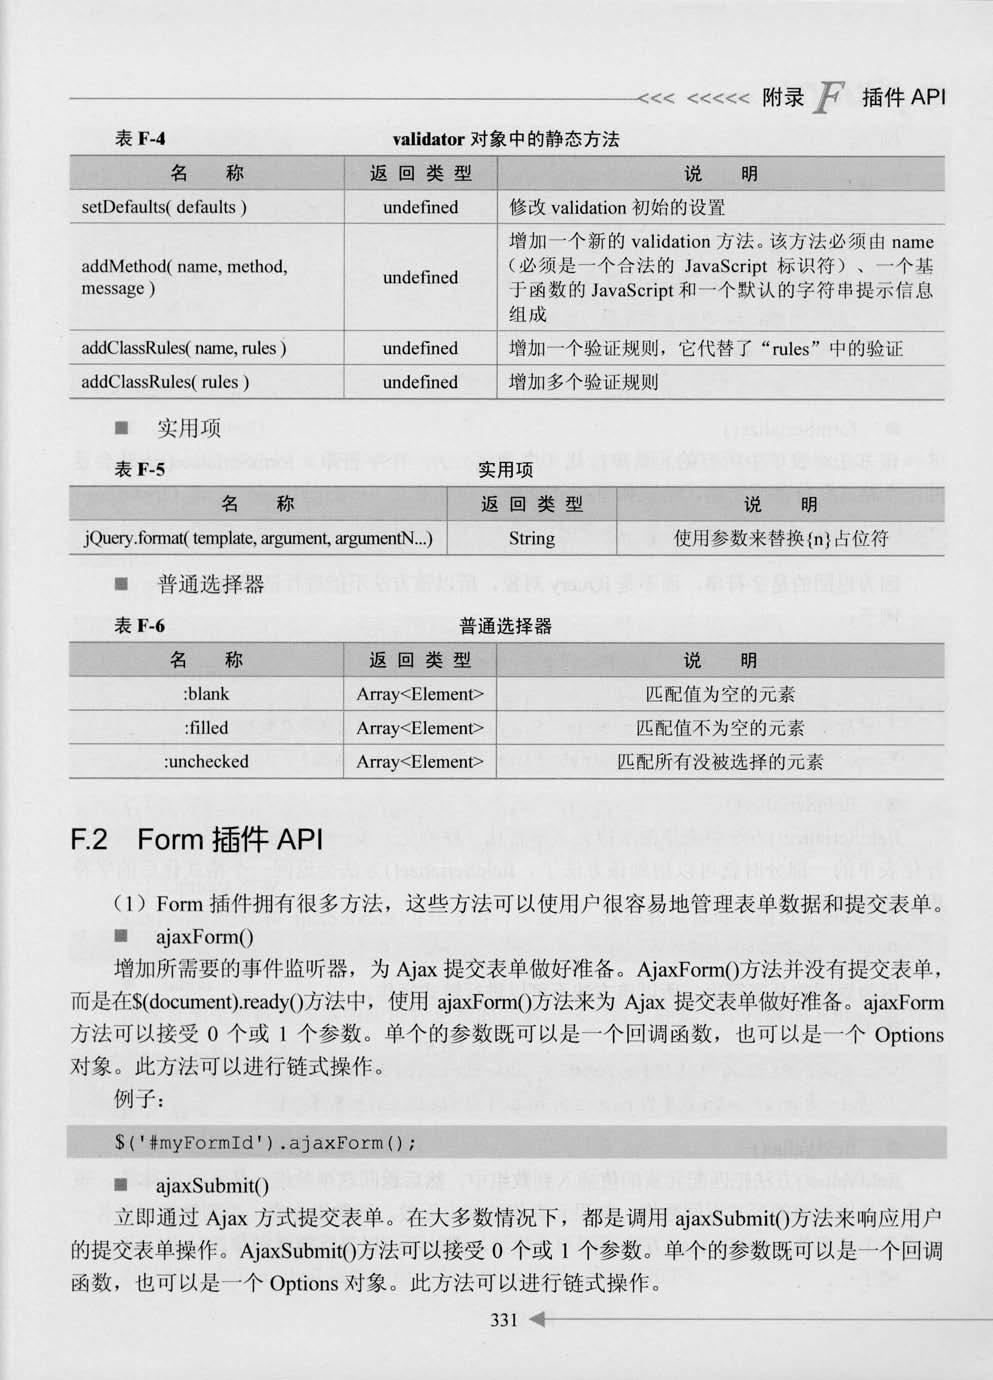 <<< <<<<< 附录 F 插件 API
表 F-4 validator 对象中的静态方法
名 称 返 回 类 型 说 明
setDefaults( defaults ) undefined 修改 validation 初始的设置
addMethod( name, method, message ) undefined 增加一个新的 validation 方法。该方法必须由 name
（必须是一个合法的 JavaScript 标识符）、一个基
于函数的 JavaScript 和一个默认的字符串提示信息
组成
addClassRules( name, rules ) undefined 增加一个验证规则，它代替了“rules”中的验证
addClassRules( rules ) undefined 增加多个验证规则
■ 实用项
表 F-5 实用项
名 称 返 回 类 型 说 明
jQuery.format( template, argument, argumentN...) String 使用参数来替换{n}占位符
■ 普通选择器
表 F-6 普通选择器
名 称 返 回 类 型 说 明
:blank Array<Element> 匹配值为空的元素
:filled Array<Element> 匹配值不为空的元素
:unchecked Array<Element> 匹配所有没被选择的元素
F.2 Form 插件 API
（1）Form 插件拥有很多方法，这些方法可以使用户很容易地管理表单数据和提交表单。
■ ajaxForm()
增加所需要的事件监听器，为 Ajax 提交表单做好准备。AjaxForm()方法并没有提交表单，
而是在$(document).ready()方法中，使用 ajaxForm()方法来为 Ajax 提交表单做好准备。ajaxForm
方法可以接受 0 个或 1 个参数。单个的参数既可以是一个回调函数，也可以是一个 Options
对象。此方法可以进行链式操作。
例子：
$('#myFormId').ajaxForm();
■ ajaxSubmit()
立即通过 Ajax 方式提交表单。在大多数情况下，都是调用 ajaxSubmit()方法来响应用户
的提交表单操作。AjaxSubmit()方法可以接受 0 个或 1 个参数。单个的参数既可以是一个回调
函数，也可以是一个 Options 对象。此方法可以进行链式操作。
331